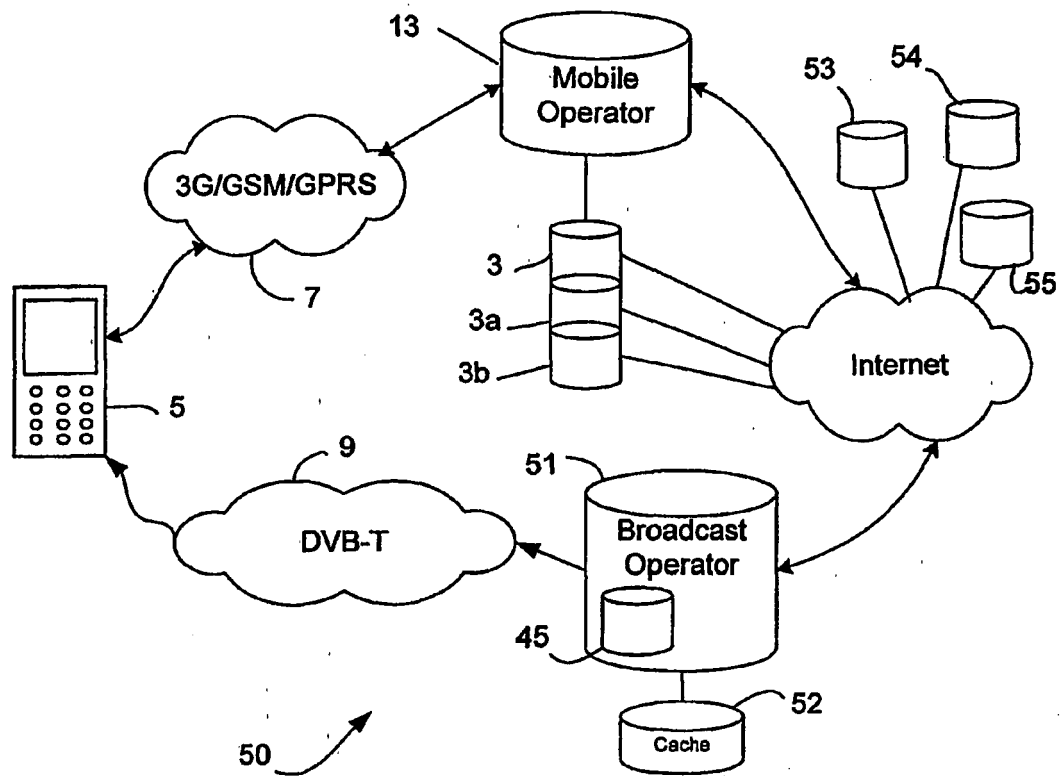 13
Mobile
Operator
53
54
3G/GSM/GPRS
3
7
55
3a
Internet
3b
5
9
51
DVB-T
Broadcast
Operator
45
52
Cache
50